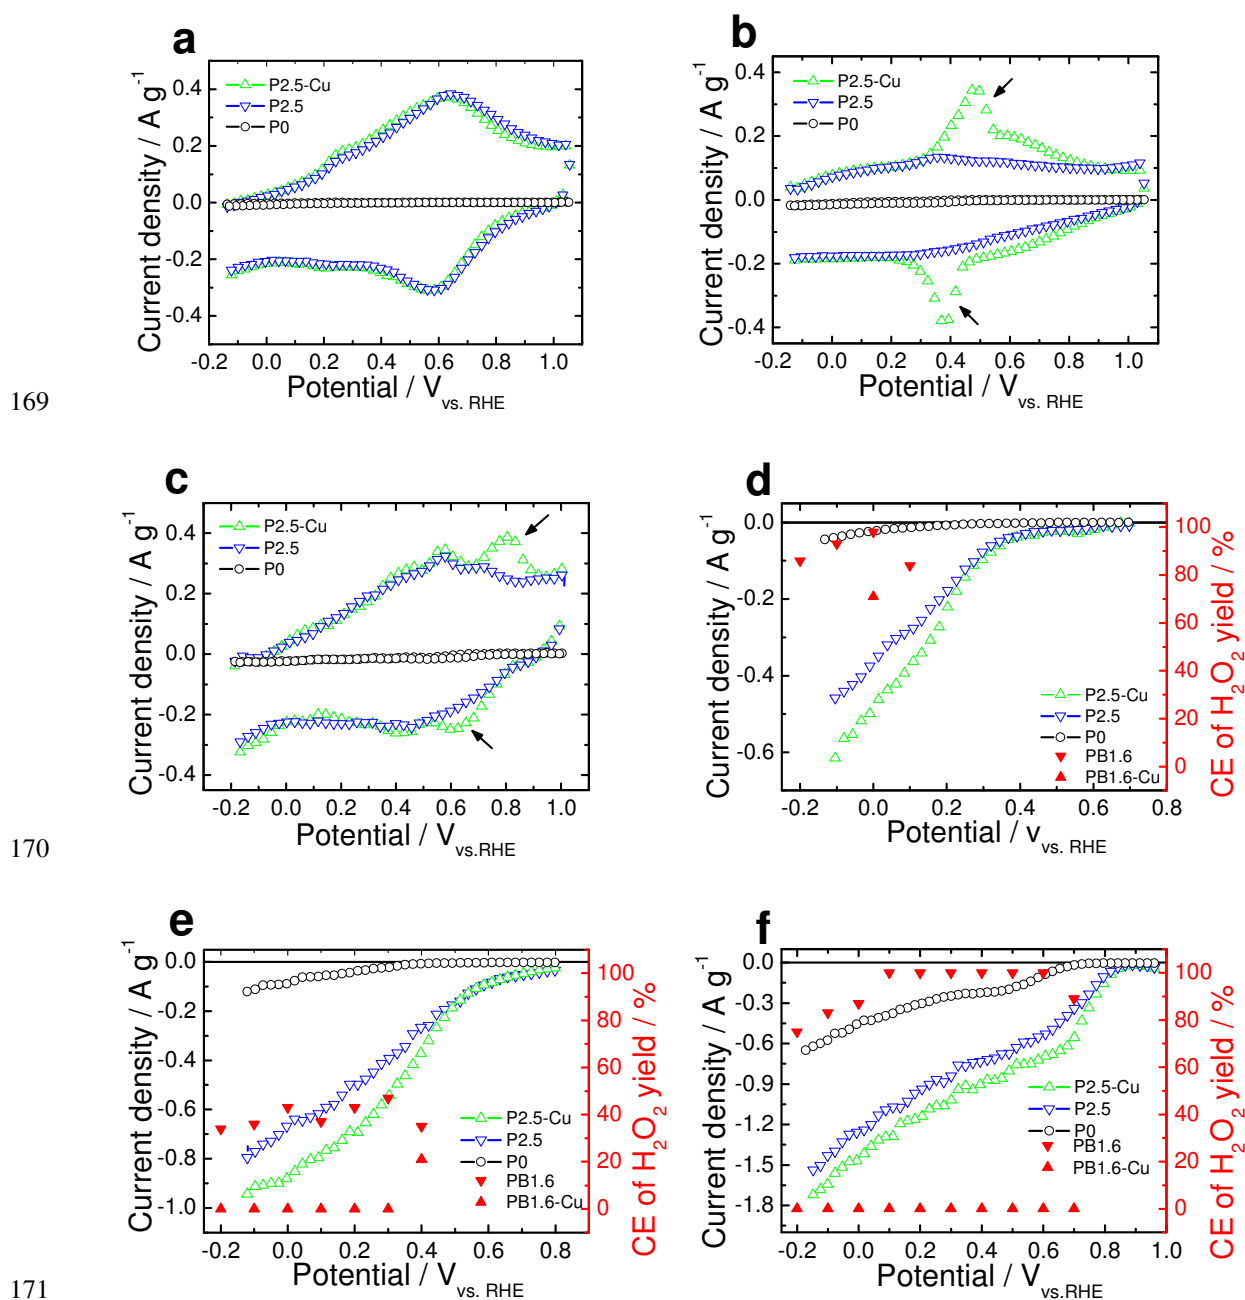 a
Current density / A g-1
0.4
0.2
0.0
-0.2
-0.4
P2.5-Cu
P2.5
P0
-0.2 0.0 0.2 0.4 0.6 0.8 1.0
Potential / V vs. RHE
b
Current density / A g-1
0.4
0.2
0.0
-0.2
-0.4
P2.5-Cu
P2.5
P0
-0.2 0.0 0.2 0.4 0.6 0.8 1.0
Potential / V vs. RHE
169
c
Current density / A g-1
0.4
0.2
0.0
-0.2
-0.4
P2.5-Cu
P2.5
P0
-0.2 0.0 0.2 0.4 0.6 0.8 1.0
Potential / V vs.RHE
d
Current density / A g-1
0.0
-0.2
-0.4
-0.6
P2.5-Cu
P2.5
P0
PB1.6
PB1.6-Cu
100
80
60
40
20
0
CE of H2O2 yield / %
-0.2 0.0 0.2 0.4 0.6 0.8
Potential / v vs. RHE
170
e
Current density / A g-1
0.0
-0.2
-0.4
-0.6
-0.8
-1.0
P2.5-Cu
P2.5
P0
PB1.6
PB1.6-Cu
100
80
60
40
20
0
CE of H2O2 yield / %
-0.2 0.0 0.2 0.4 0.6 0.8
Potential / V vs. RHE
f
Current density / A g-1
0.0
-0.3
-0.6
-0.9
-1.2
-1.5
-1.8
P2.5-Cu
P2.5
P0
PB1.6
PB1.6-Cu
100
80
60
40
20
0
CE of H2O2 yield / %
-0.2 0.0 0.2 0.4 0.6 0.8 1.0
Potential / V vs.RHE
171